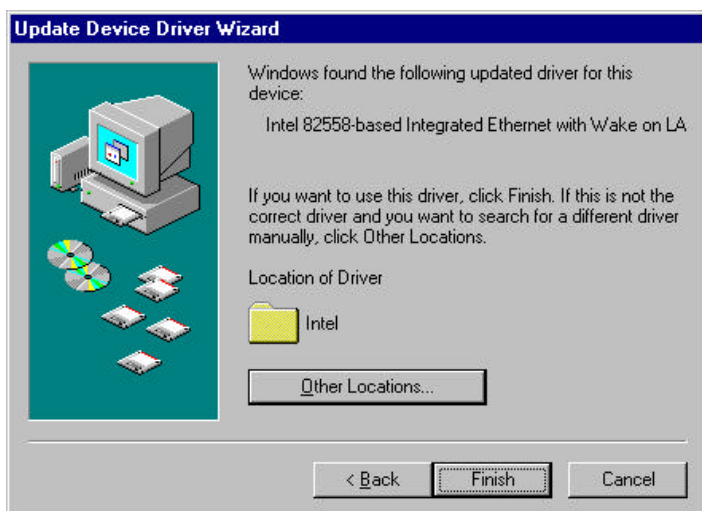 Update Device Driver Wizard
Windows found the following updated driver for this
device:
Intel 82558-based Integrated Ethernet with Wake on LA
If you want to use this driver, click Finish. If this is not the
correct driver and you want to search for a different driver
manually, click Other Locations.
Location of Driver
Intel
Other Locations...
< Back
Finish
Cancel